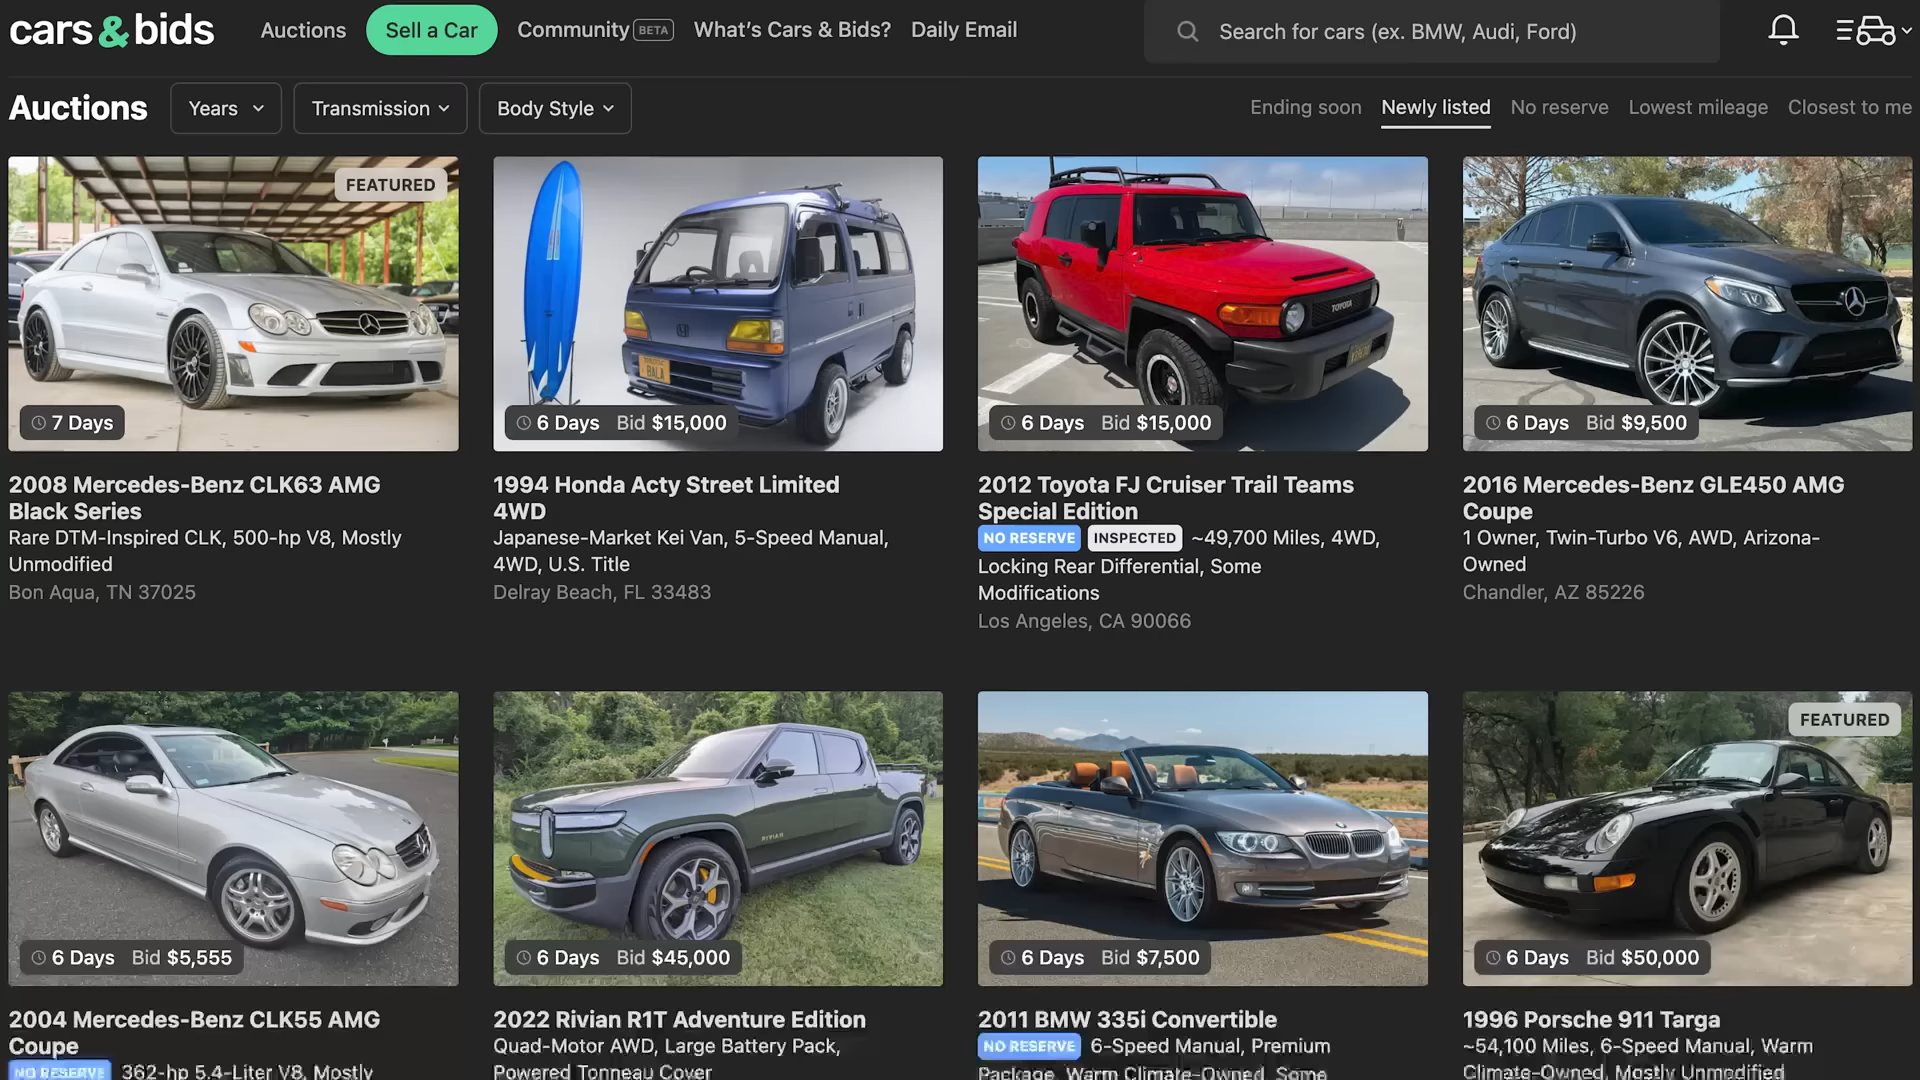 cars & bids
Auctions
Sell a Car
Community BETA
What's Cars & Bids?
Daily Email
Search for cars (ex. BMW, Audi, Ford)
Auctions
Years
Transmission
Body Style
Ending soon
Newly listed
No reserve
Lowest mileage
Closest to me
FEATURED
7 Days
2008 Mercedes-Benz CLK63 AMG
Black Series
Rare DTM-Inspired CLK, 500-hp V8, Mostly
Unmodified
Bon Aqua, TN 37025
BALA
6 Days Bid $15,000
1994 Honda Acty Street Limited
4WD
Japanese-Market Kei Van, 5-Speed Manual,
4WD, U.S. Title
Delray Beach, FL 33483
TOYOTA
6 Days Bid $15,000
2012 Toyota FJ Cruiser Trail Teams
Special Edition
NO RESERVE INSPECTED ~49,700 Miles, 4WD,
Locking Rear Differential, Some
Modifications
Los Angeles, CA 90066
6 Days Bid $9,500
2016 Mercedes-Benz GLE450 AMG
Coupe
1 Owner, Twin-Turbo V6, AWD, Arizona-
Owned
Chandler, AZ 85226
6 Days Bid $5,555
2004 Mercedes-Benz CLK55 AMG
Coupe
NO RESERVE 362-hp 5.4-Liter V8, Mostly
RIVIAN
6 Days Bid $45,000
2022 Rivian R1T Adventure Edition
Quad-Motor AWD, Large Battery Pack,
Powered Tonneau Cover
6 Days Bid $7,500
2011 BMW 335i Convertible
NO RESERVE 6-Speed Manual, Premium
Package, Warm Climate-Owned, Some
FEATURED
6 Days Bid $50,000
1996 Porsche 911 Targa
~54,100 Miles, 6-Speed Manual, Warm
Climate-Owned, Mostly Unmodified